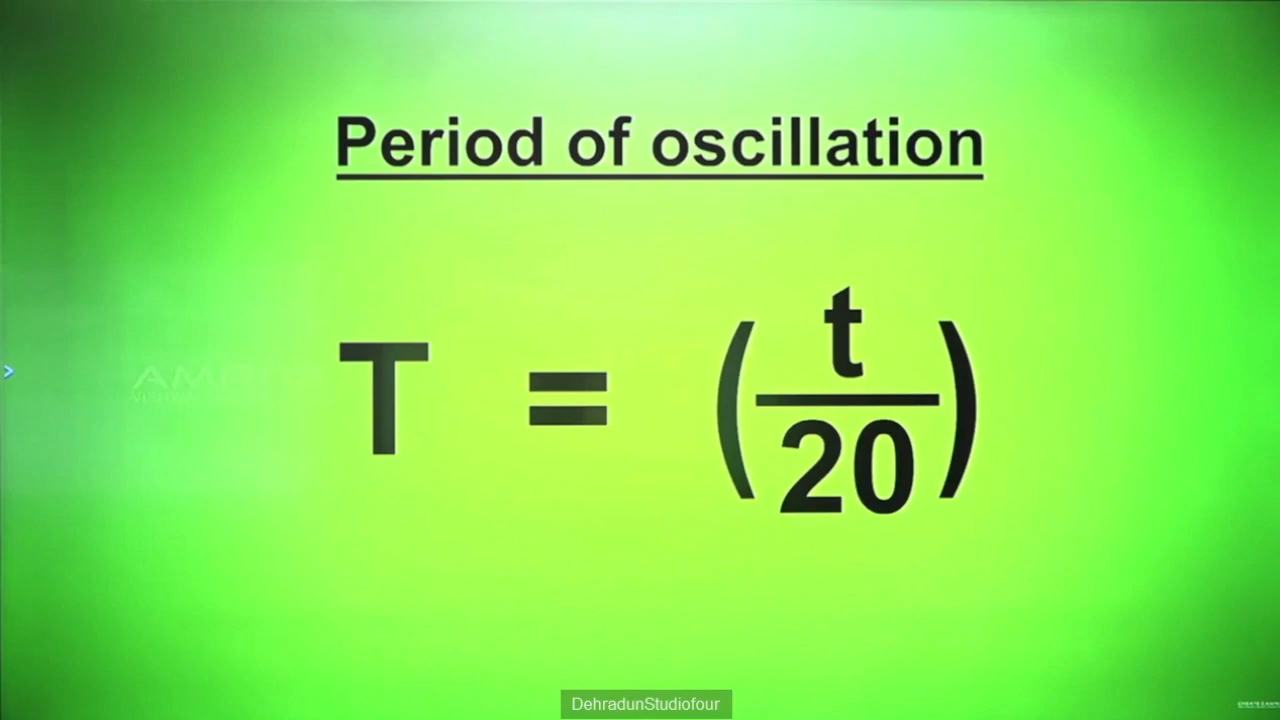 Period of oscillation
T = (t/20)
DehradunStudiofour